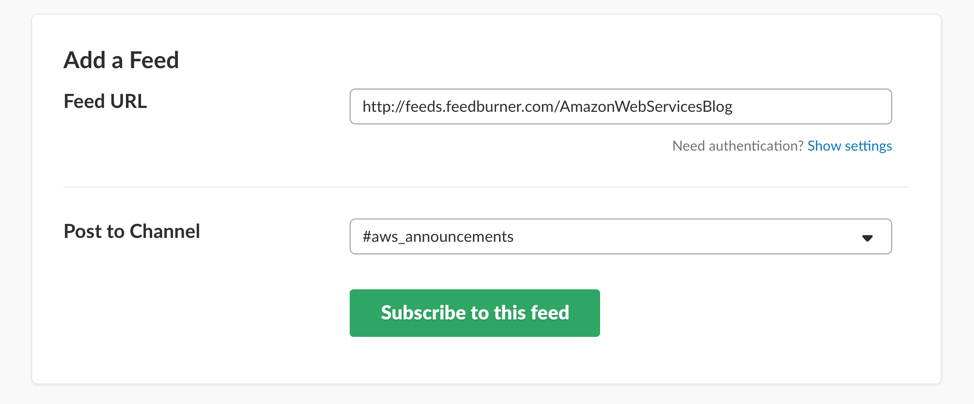 Add a Feed
Feed URL
http://feeds.feedburner.com/AmazonWebServicesBlog
Need authentication? Show settings
Post to Channel
#aws_announcements
Subscribe to this feed